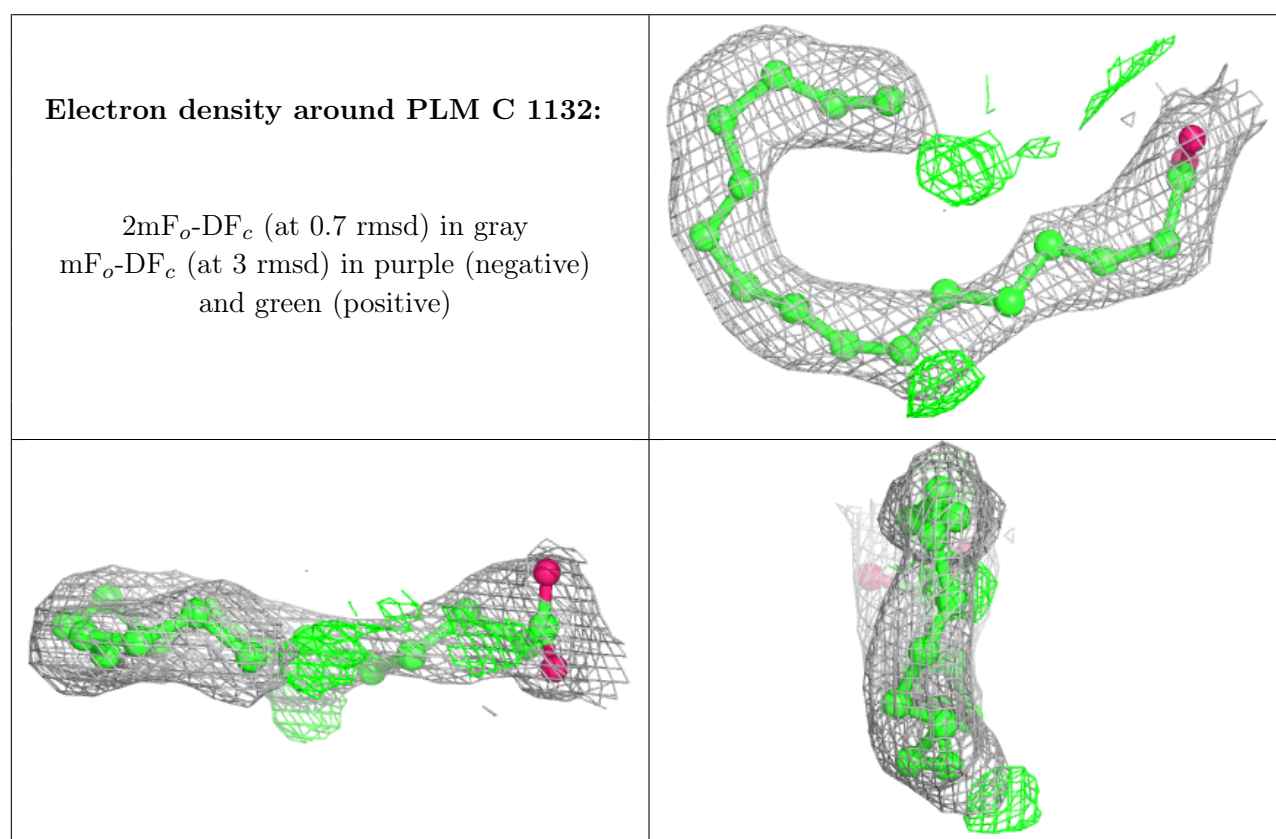 Electron density around PLM C 1132:
2mFₒ-DF𝒸 (at 0.7 rmsd) in gray
mFₒ-DF𝒸 (at 3 rmsd) in purple (negative)
and green (positive)